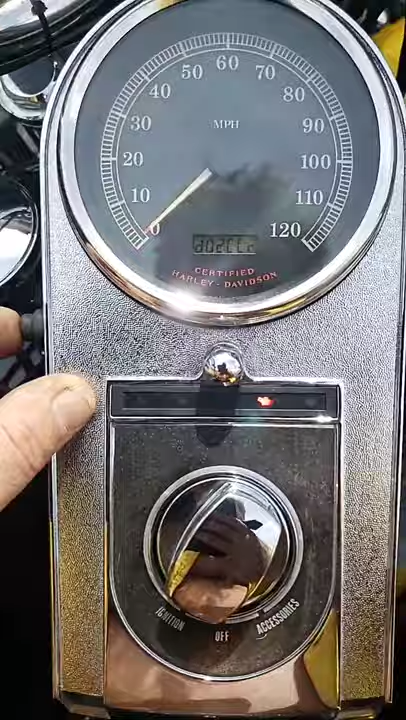 10
20
30
40
50
60
70
80
90
100
110
120
0
MPH
CERTIFIED
HARLEY-DAVIDSON
IGNITION
OFF
ACCESSORIES